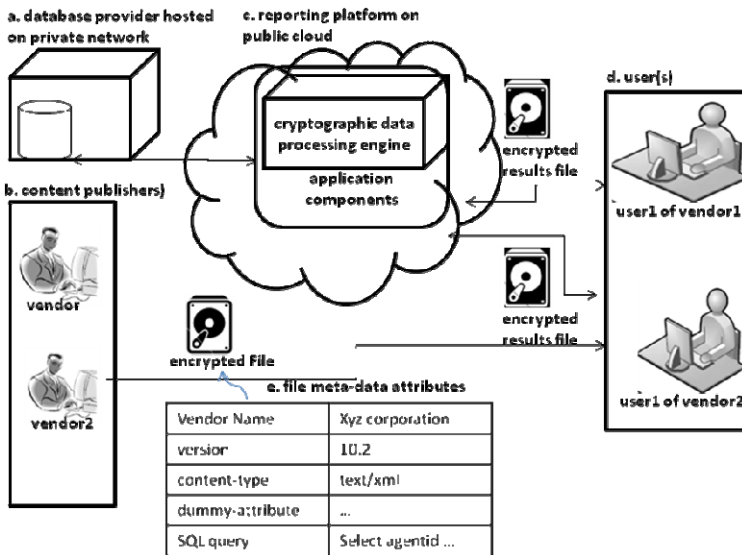 a. database provider hosted
on private network
c. reporting platform on
public cloud
d. user(s)
cryptographic data
processing engine
application
components
encrypted
results file
b. content publishers)
user1 of vendor1
vendor
encrypted
results file
encrypted File
vendor2
e. file meta-data attributes
user1 of vendor2
Vendor Name Xyz corporation
version 10.2
content-type text/xml
dummy-attribute ...
SQL query Select agentid ...